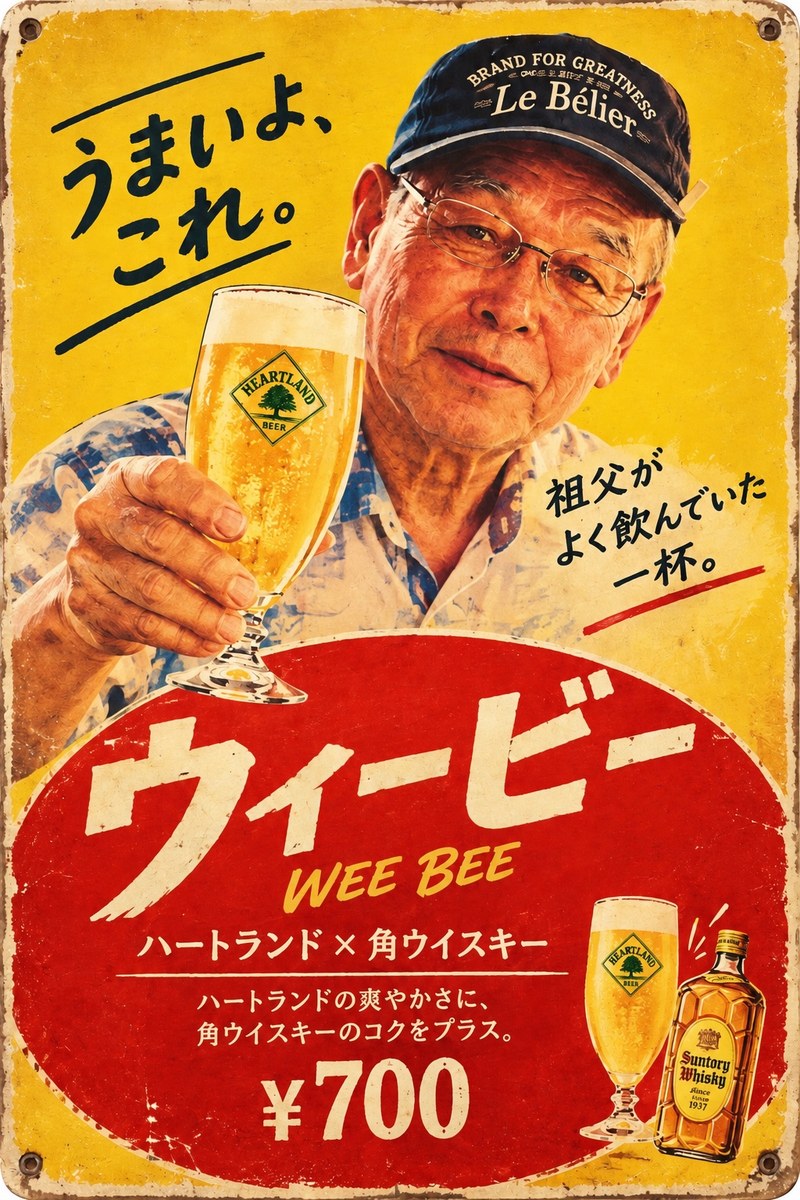 うまいよ、
これ。
BRAND FOR GREATNESS
Le Bélier
HEARTLAND
BEER
祖父が
よく飲んでいた
一杯。
ウィービー
WEE BEE
ハートランド × 角ウイスキー
ハートランドの爽やかさに、
角ウイスキーのコクをプラス。
¥700
HEARTLAND
BEER
Suntory
Whisky
Since
1937